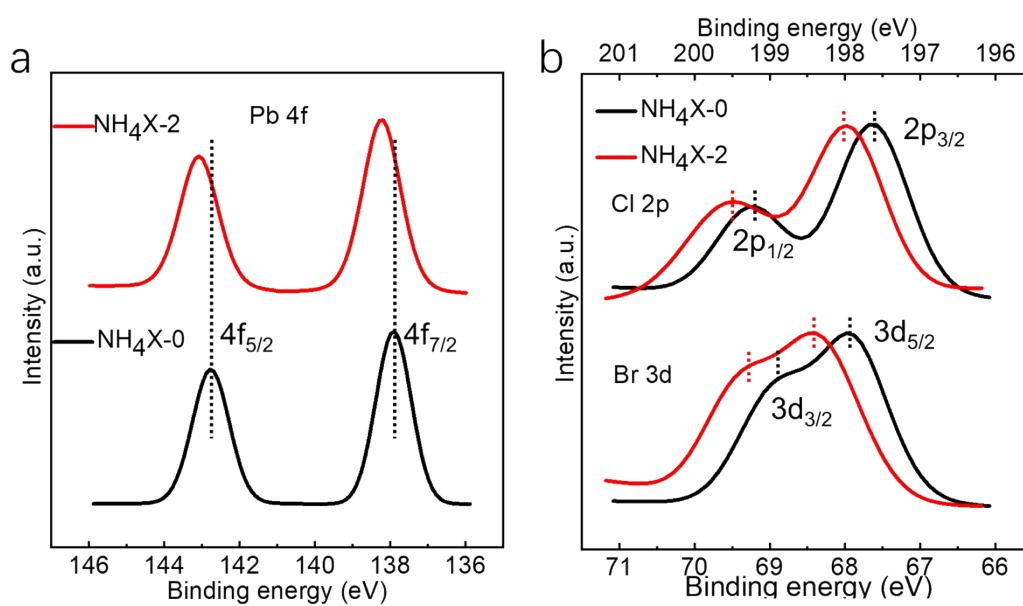 a
NH₄X-2
Pb 4f
NH₄X-0
4f₅/₂
4f₇/₂
Intensity (a.u.)
146 144 142 140 138 136
Binding energy (eV)
b
Binding energy (eV)
201 200 199 198 197 196
NH₄X-0
NH₄X-2
2p₃/₂
Cl 2p
2p₁/₂
3d₅/₂
Br 3d
3d₃/₂
Intensity (a.u.)
71 70 69 68 67 66
Binding energy (eV)